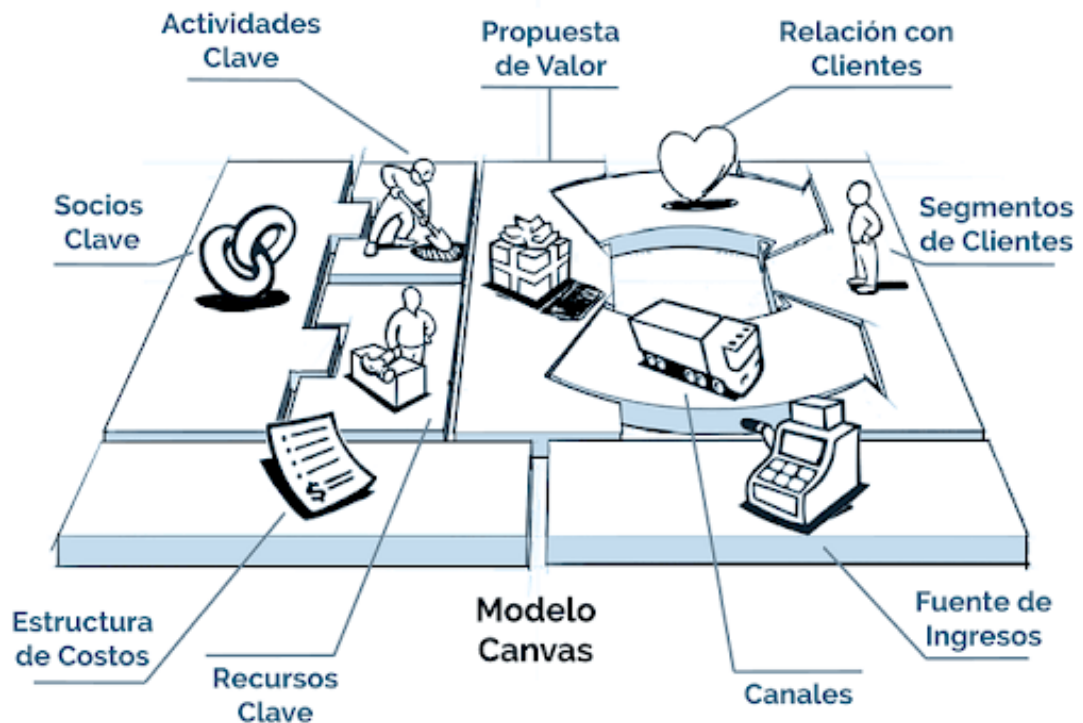 Actividades
Clave
Propuesta
de Valor
Relación con
Clientes
Socios
Clave
Segmentos
de Clientes
$
Estructura
de Costos
Recursos
Clave
Modelo
Canvas
Canales
Fuente de
Ingresos